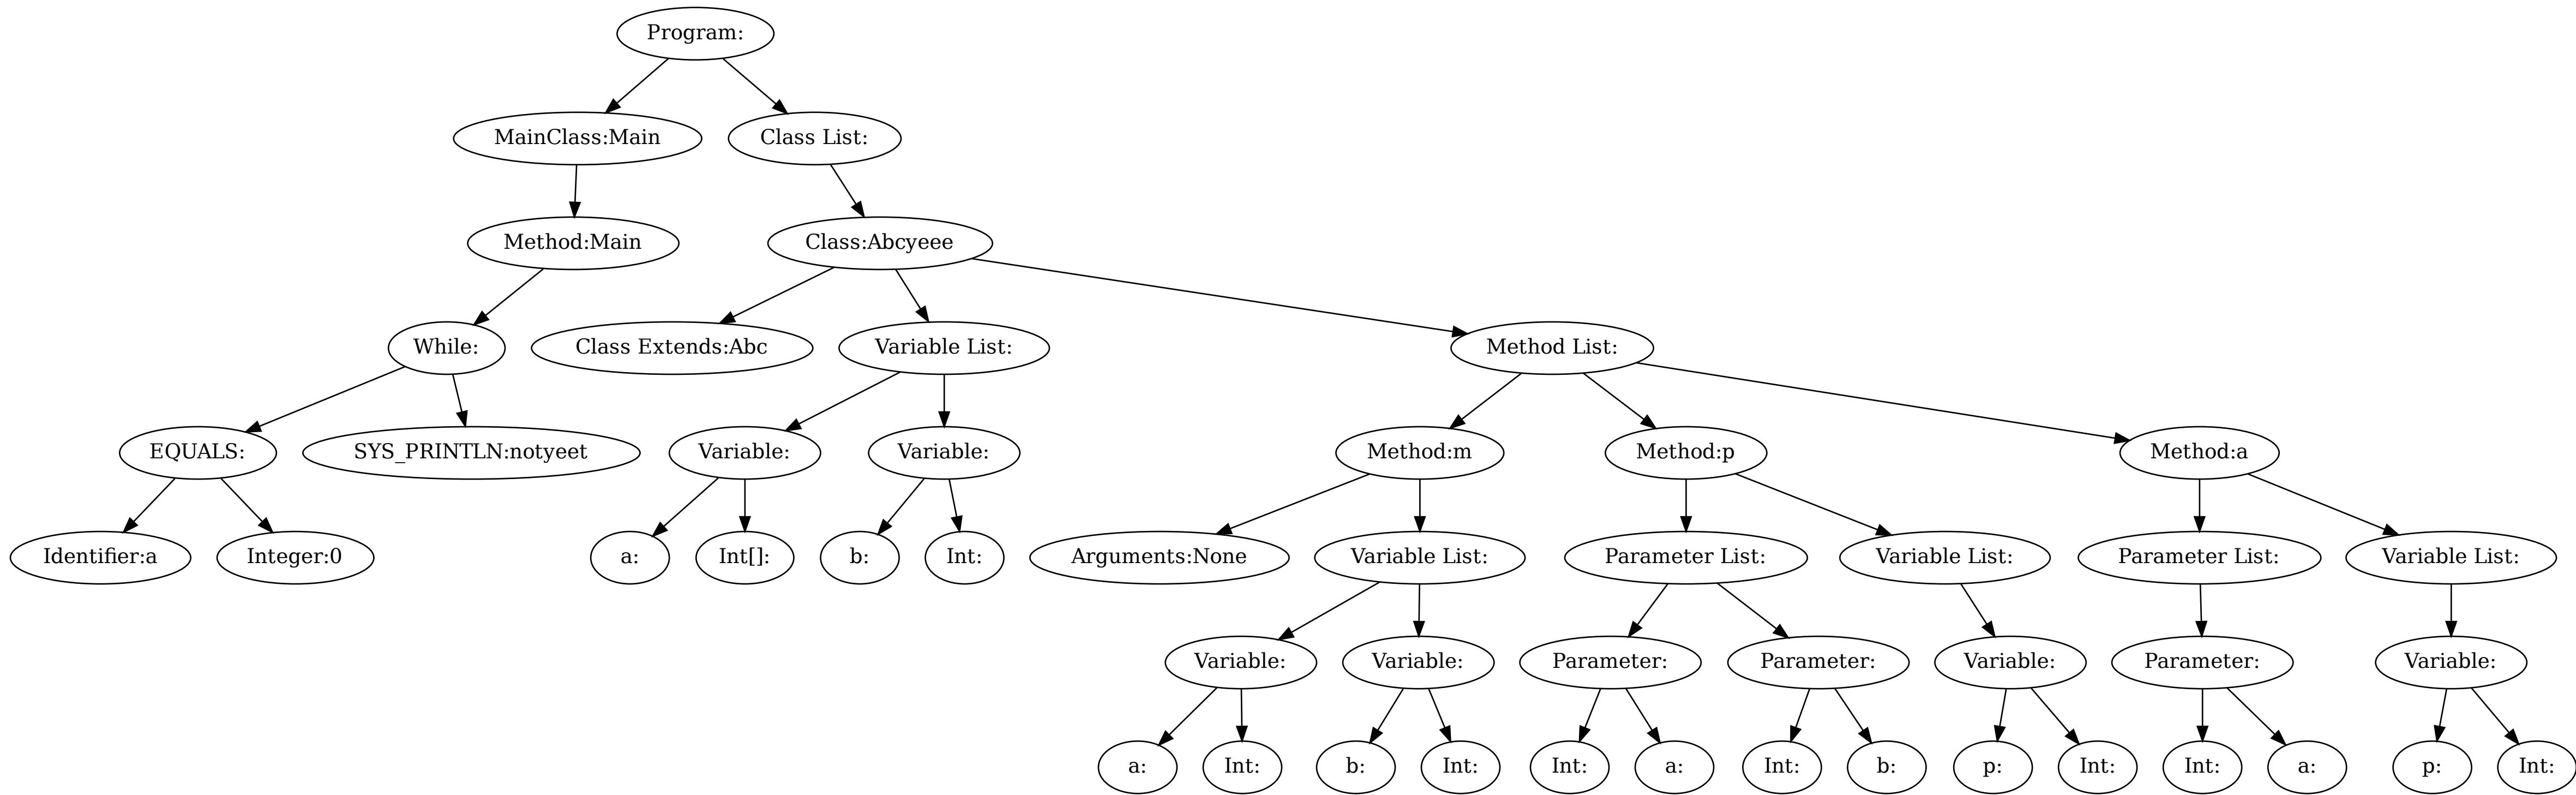 Program:
MainClass:Main
Class List:
Method:Main
Class:Abcyeee
While:
Class Extends:Abc
Variable List:
Method List:
EQUALS:
SYS_PRINTLN:notyeet
Variable:
Variable:
Method:m
Method:p
Method:a
Identifier:a
Integer:0
a:
Int[]:
b:
Int:
Arguments:None
Variable List:
Parameter List:
Variable List:
Parameter List:
Variable List:
Variable:
Variable:
Parameter:
Parameter:
Variable:
Parameter:
Variable:
a:
Int:
b:
Int:
Int:
a:
Int:
b:
p:
Int:
Int:
a:
p:
Int: